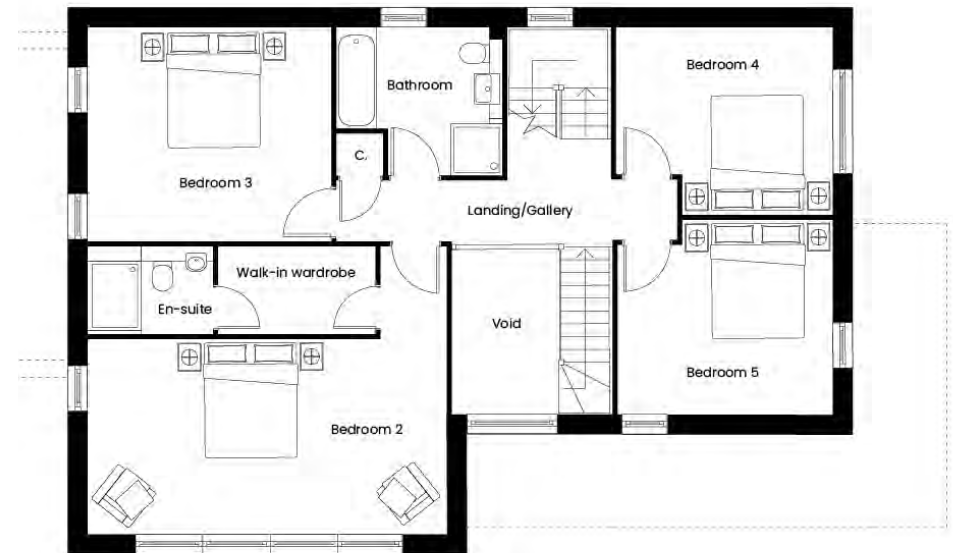 Bedroom 4
Bathroom
C.
Bedroom 3
Landing/Gallery
Walk-in wardrobe
En-suite
Void
Bedroom 5
Bedroom 2